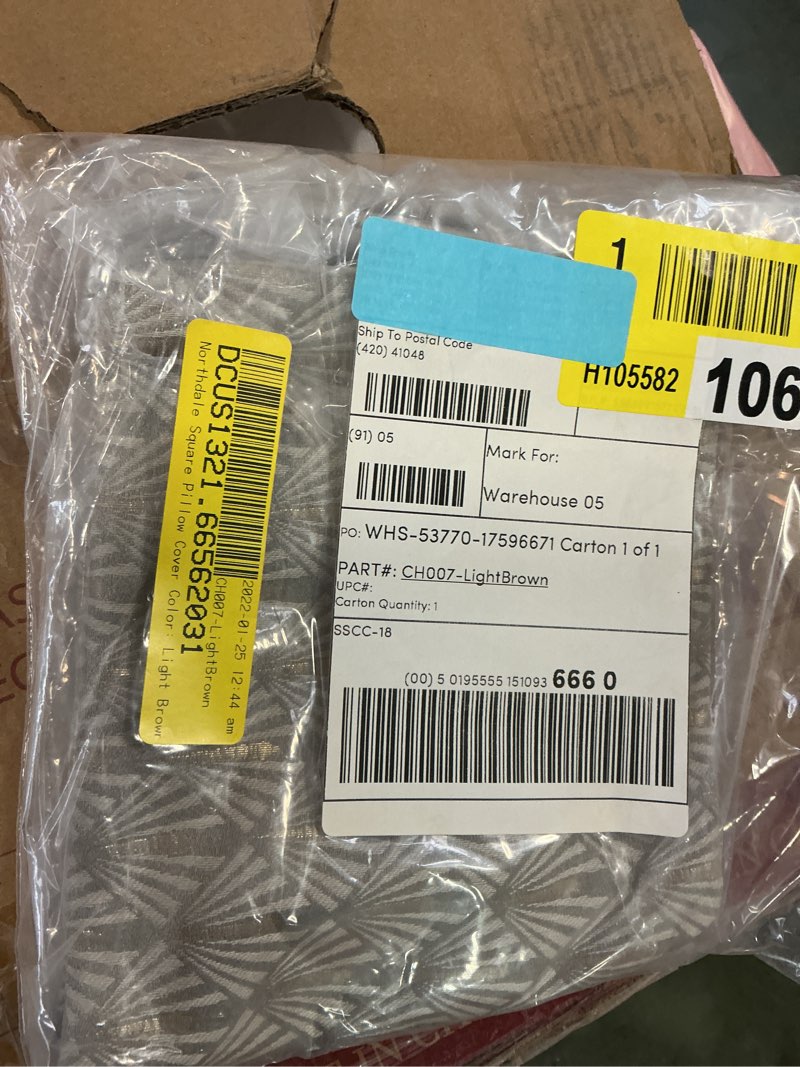 1
H105582
106
Ship To Postal Code
(420) 41048
(91) 05
Mark For:
Warehouse 05
PO: WHS-53770-17596671 Carton 1 of 1
PART#: CH007-LightBrown
UPC#:
Carton Quantity: 1
SSCC-18
(00) 5 0195555 151093 666 0
2022-01-25 12:44 am
CH007-LightBrown
DCUS1321.66562031
Northdale Square Pillow Cover Color: Light Brown